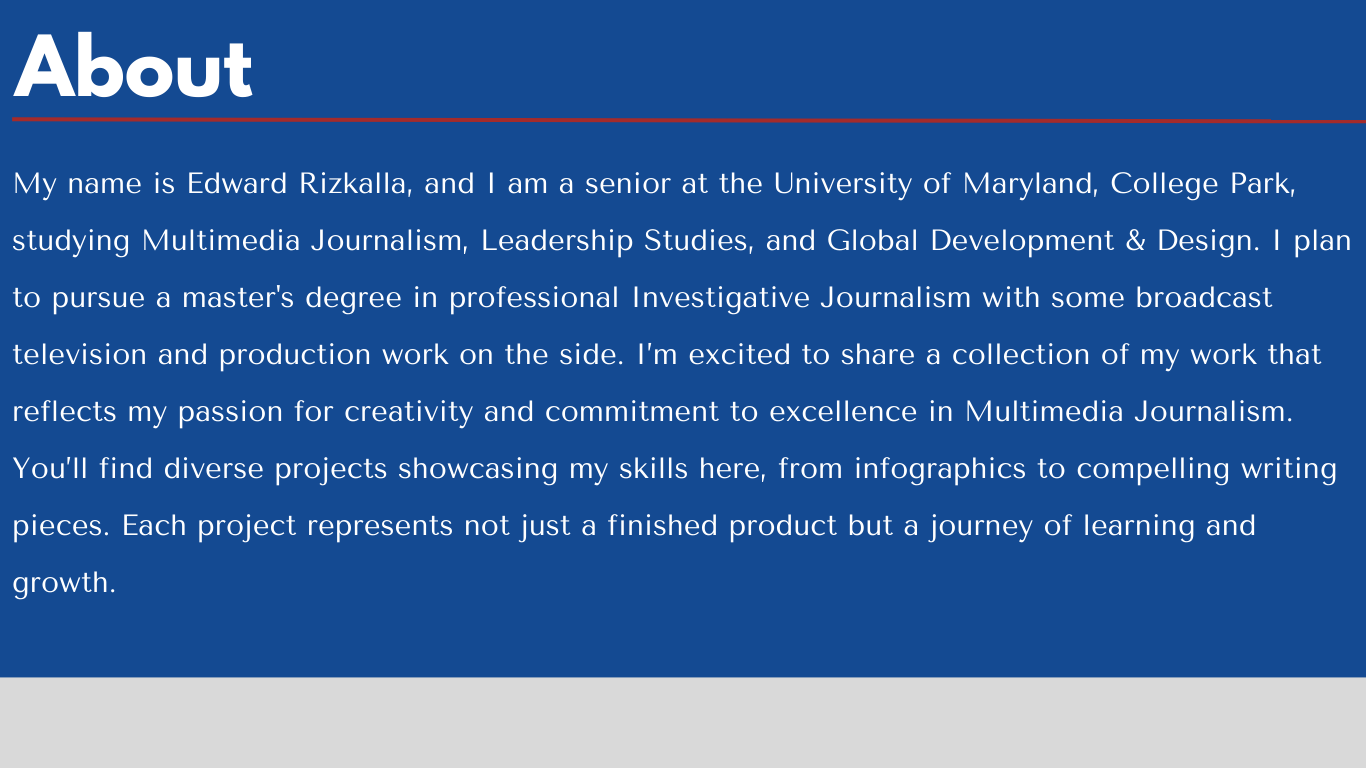 About
My name is Edward Rizkalla, and I am a senior at the University of Maryland, College Park,
studying Multimedia Journalism, Leadership Studies, and Global Development & Design. I plan
to pursue a master's degree in professional Investigative Journalism with some broadcast
television and production work on the side. I'm excited to share a collection of my work that
reflects my passion for creativity and commitment to excellence in Multimedia Journalism.
You'll find diverse projects showcasing my skills here, from infographics to compelling writing
pieces. Each project represents not just a finished product but a journey of learning and
growth.